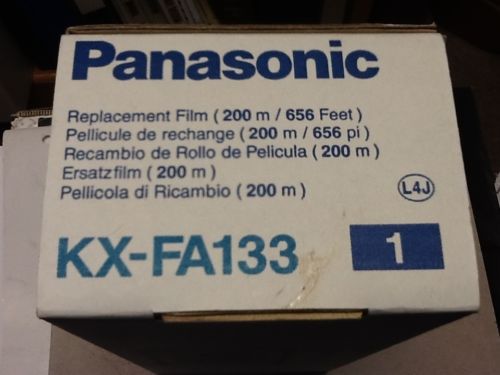 Panasonic
Replacement Film ( 200 m / 656 Feet )
Pellicule de rechange ( 200 m / 656 pi )
Recambio de Rollo de Pelicula ( 200 m )
Ersatzfilm ( 200 m )
Pellicola di Ricambio ( 200 m )
L4J
KX-FA133
1